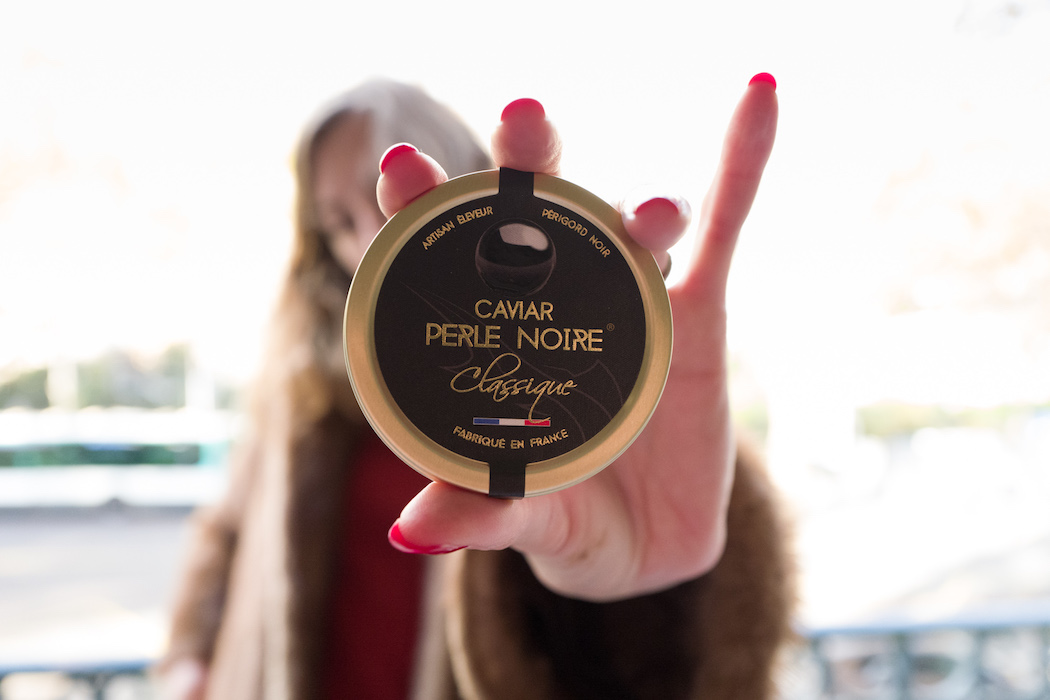 ARTISAN ÉLEVEUR
PÉRIGORD NOIR
CAVIAR
PERLE NOIRE®
Classique
FABRIQUÉ EN FRANCE